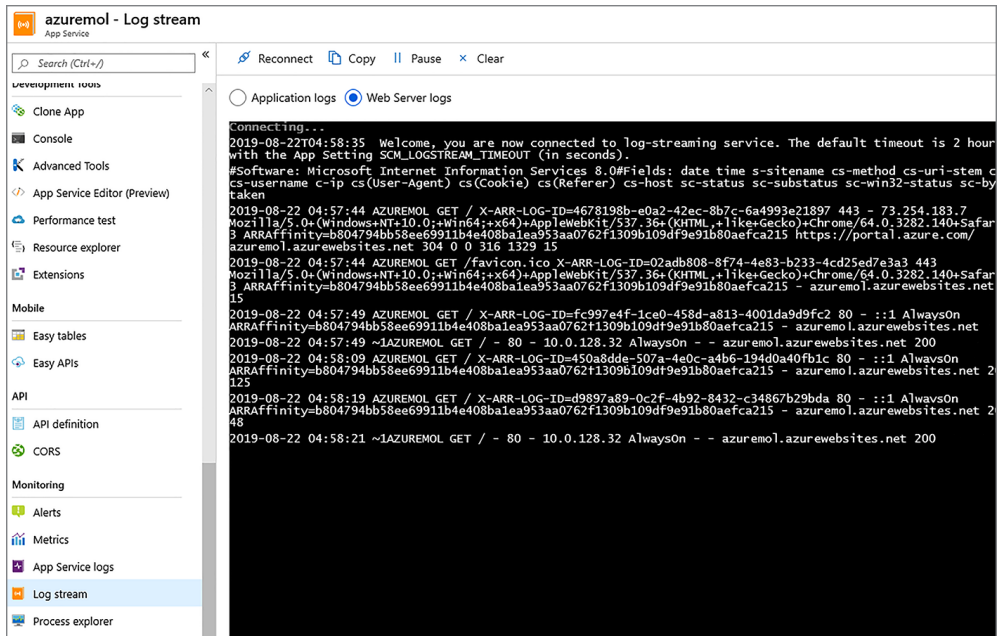 azuremol - Log stream
App Service
Search (Ctrl+/)
«
Development Tools
Clone App
Console
Advanced Tools
App Service Editor (Preview)
Performance test
Resource explorer
Extensions
Mobile
Easy tables
Easy APIs
API
API definition
CORS
Monitoring
Alerts
Metrics
App Service logs
Log stream
Process explorer
Reconnect Copy Pause Clear
Application logs Web Server logs
Connecting...
2019-08-22T04:58:35 Welcome, you are now connected to log-streaming service. The default timeout is 2 hour
with the App Setting SCM_LOGSTREAM_TIMEOUT (in seconds).
#Software: Microsoft Internet Information Services 8.0#Fields: date time s-sitename cs-method cs-uri-stem c
cs-username c-ip cs(User-Agent) cs(Cookie) cs(Referer) cs-host sc-status sc-substatus sc-win32-status sc-by
taken
2019-08-22 04:57:44 AZUREMOL GET / X-ARR-LOG-ID=4678198b-e0a2-42ec-8b7c-6a4993e21897 443 - 73.254.183.7
Mozilla/5.0+(Windows+NT+10.0;+Win64;+x64)+AppleWebKit/537.36+(KHTML,+like+Gecko)+Chrome/64.0.3282.140+Safar
3 ARRAffinity=b804794bb58ee69911b4e408ba1ea953aa0762f1309b109df9e91b80aefca215 https://portal.azure.com/
azuremol.azurewebsites.net 304 0 0 316 1329 15
2019-08-22 04:57:44 AZUREMOL GET /favicon.ico X-ARR-LOG-ID=02adb808-8f74-4e83-b233-4cd25ed7e3a3 443
Mozilla/5.0+(Windows+NT+10.0;+Win64;+x64)+AppleWebKit/537.36+(KHTML,+like+Gecko)+Chrome/64.0.3282.140+Safar
3 ARRAffinity=b804794bb58ee69911b4e408ba1ea953aa0762f1309b109df9e91b80aefca215 - azuremol.azurewebsites.net
15
2019-08-22 04:57:49 AZUREMOL GET / X-ARR-LOG-ID=fc997e4f-1ce0-458d-a813-4001da9d9fc2 80 - ::1 AlwaysOn
ARRAffinity=b804794bb58ee69911b4e408ba1ea953aa0762f1309b109df9e91b80aefca215 - azuremol.azurewebsites.net
2019-08-22 04:57:49 ~1AZUREMOL GET / - 80 - 10.0.128.32 AlwaysOn - - azuremol.azurewebsites.net 200
2019-08-22 04:58:09 AZUREMOL GET / X-ARR-LOG-ID=450a8dde-507a-4e0c-a4b6-194d0a40fb1c 80 - ::1 AlwaysOn
ARRAffinity=b804794bb58ee69911b4e408ba1ea953aa0762f1309b109df9e91b80aefca215 - azuremol.azurewebsites.net 2
125
2019-08-22 04:58:19 AZUREMOL GET / X-ARR-LOG-ID=d9897a89-0c2f-4b92-8432-c34867b29bda 80 - ::1 AlwaysOn
ARRAffinity=b804794bb58ee69911b4e408ba1ea953aa0762f1309b109df9e91b80aefca215 - azuremol.azurewebsites.net 2
48
2019-08-22 04:58:21 ~1AZUREMOL GET / - 80 - 10.0.128.32 AlwaysOn - - azuremol.azurewebsites.net 200